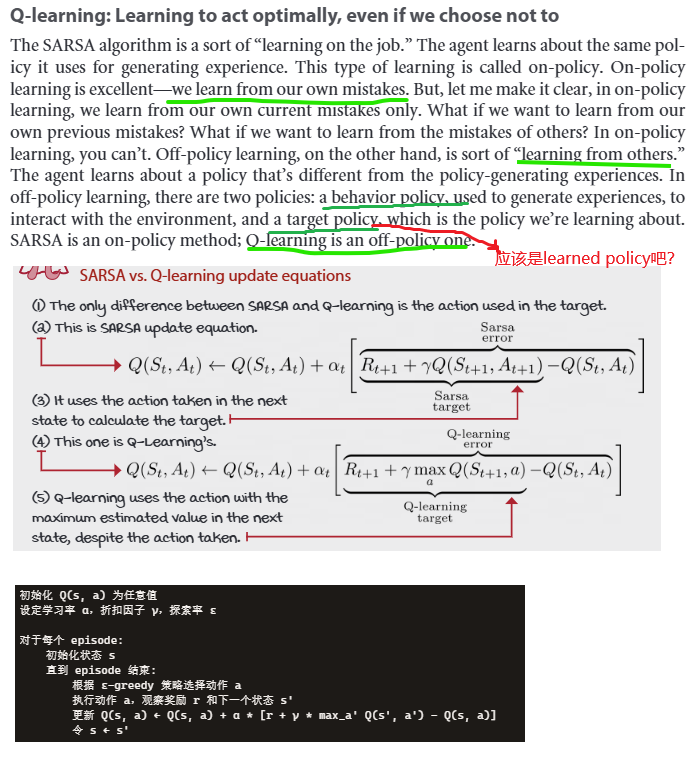 Q-learning: Learning to act optimally, even if we choose not to
The SARSA algorithm is a sort of “learning on the job.” The agent learns about the same pol-
icy it uses for generating experience. This type of learning is called on-policy. On-policy
learning is excellent—we learn from our own mistakes. But, let me make it clear, in on-policy
learning, we learn from our own current mistakes only. What if we want to learn from our
own previous mistakes? What if we want to learn from the mistakes of others? In on-policy
learning, you can’t. Off-policy learning, on the other hand, is sort of “learning from others.”
The agent learns about a policy that’s different from the policy-generating experiences. In
off-policy learning, there are two policies: a behavior policy, used to generate experiences, to
interact with the environment, and a target policy, which is the policy we’re learning about.
SARSA is an on-policy method; Q-learning is an off-policy one.
应该是learned policy吧?
SARSA vs. Q-learning update equations
(1) The only difference between SARSA and Q-learning is the action used in the target.
(2) This is SARSA update equation.
Sarsa
error
Q(S_t, A_t) ← Q(S_t, A_t) + α_t [R_{t+1} + γQ(S_{t+1}, A_{t+1}) − Q(S_t, A_t)]
Sarsa
target
(3) It uses the action taken in the next
state to calculate the target.
(4) This one is Q-Learning's.
Q-learning
error
Q(S_t, A_t) ← Q(S_t, A_t) + α_t [R_{t+1} + γ max_a Q(S_{t+1}, a) − Q(S_t, A_t)]
Q-learning
target
(5) Q-learning uses the action with the
maximum estimated value in the next
state, despite the action taken.
初始化 Q(s, a) 为任意值
设定学习率 α，折扣因子 γ，探索率 ε
对于每个 episode:
初始化状态 s
直到 episode 结束:
根据 ε-greedy 策略选择动作 a
执行动作 a，观察奖励 r 和下一个状态 s'
更新 Q(s, a) ← Q(s, a) + α * [r + γ * max_a' Q(s', a') - Q(s, a)]
令 s ← s'